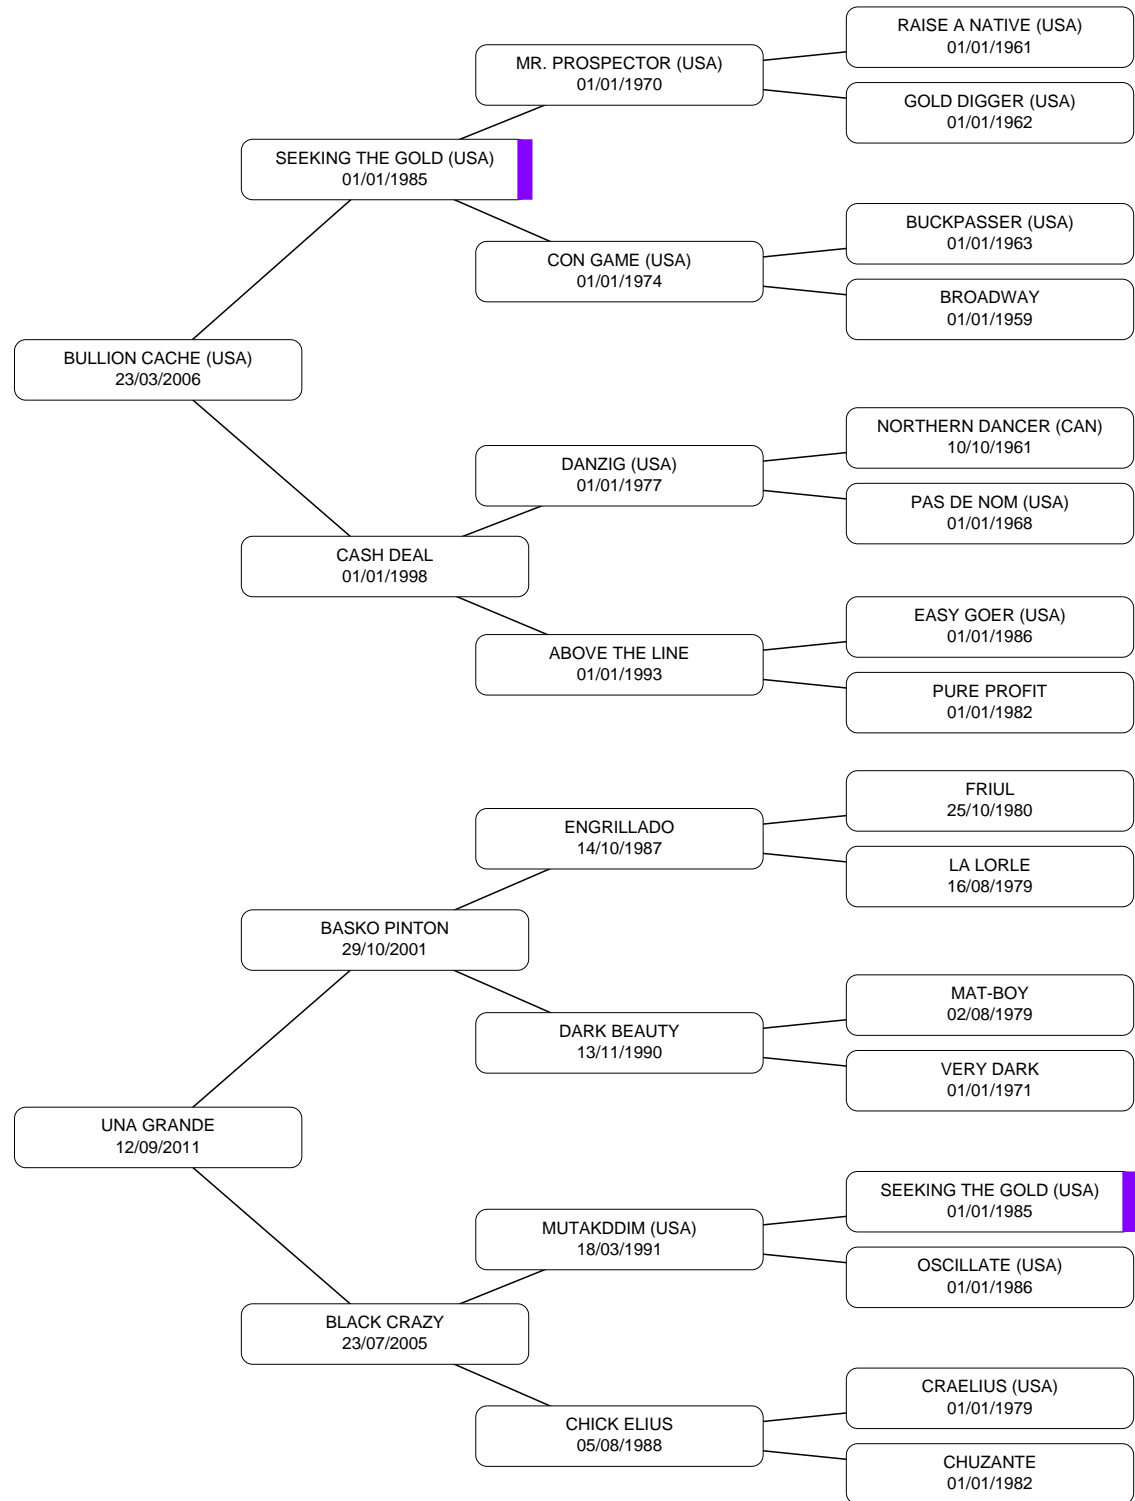 RAISE A NATIVE (USA)
01/01/1961
MR. PROSPECTOR (USA)
01/01/1970
GOLD DIGGER (USA)
01/01/1962
SEEKING THE GOLD (USA)
01/01/1985
BUCKPASSER (USA)
01/01/1963
CON GAME (USA)
01/01/1974
BROADWAY
01/01/1959
BULLION CACHE (USA)
23/03/2006
NORTHERN DANCER (CAN)
10/10/1961
DANZIG (USA)
01/01/1977
PAS DE NOM (USA)
01/01/1968
CASH DEAL
01/01/1998
EASY GOER (USA)
01/01/1986
ABOVE THE LINE
01/01/1993
PURE PROFIT
01/01/1982
FRIUL
25/10/1980
ENGRILLADO
14/10/1987
LA LORLE
16/08/1979
BASKO PINTON
29/10/2001
MAT-BOY
02/08/1979
DARK BEAUTY
13/11/1990
VERY DARK
01/01/1971
UNA GRANDE
12/09/2011
SEEKING THE GOLD (USA)
01/01/1985
MUTAKDDIM (USA)
18/03/1991
OSCILLATE (USA)
01/01/1986
BLACK CRAZY
23/07/2005
CRAELIUS (USA)
01/01/1979
CHICK ELIUS
05/08/1988
CHUZANTE
01/01/1982